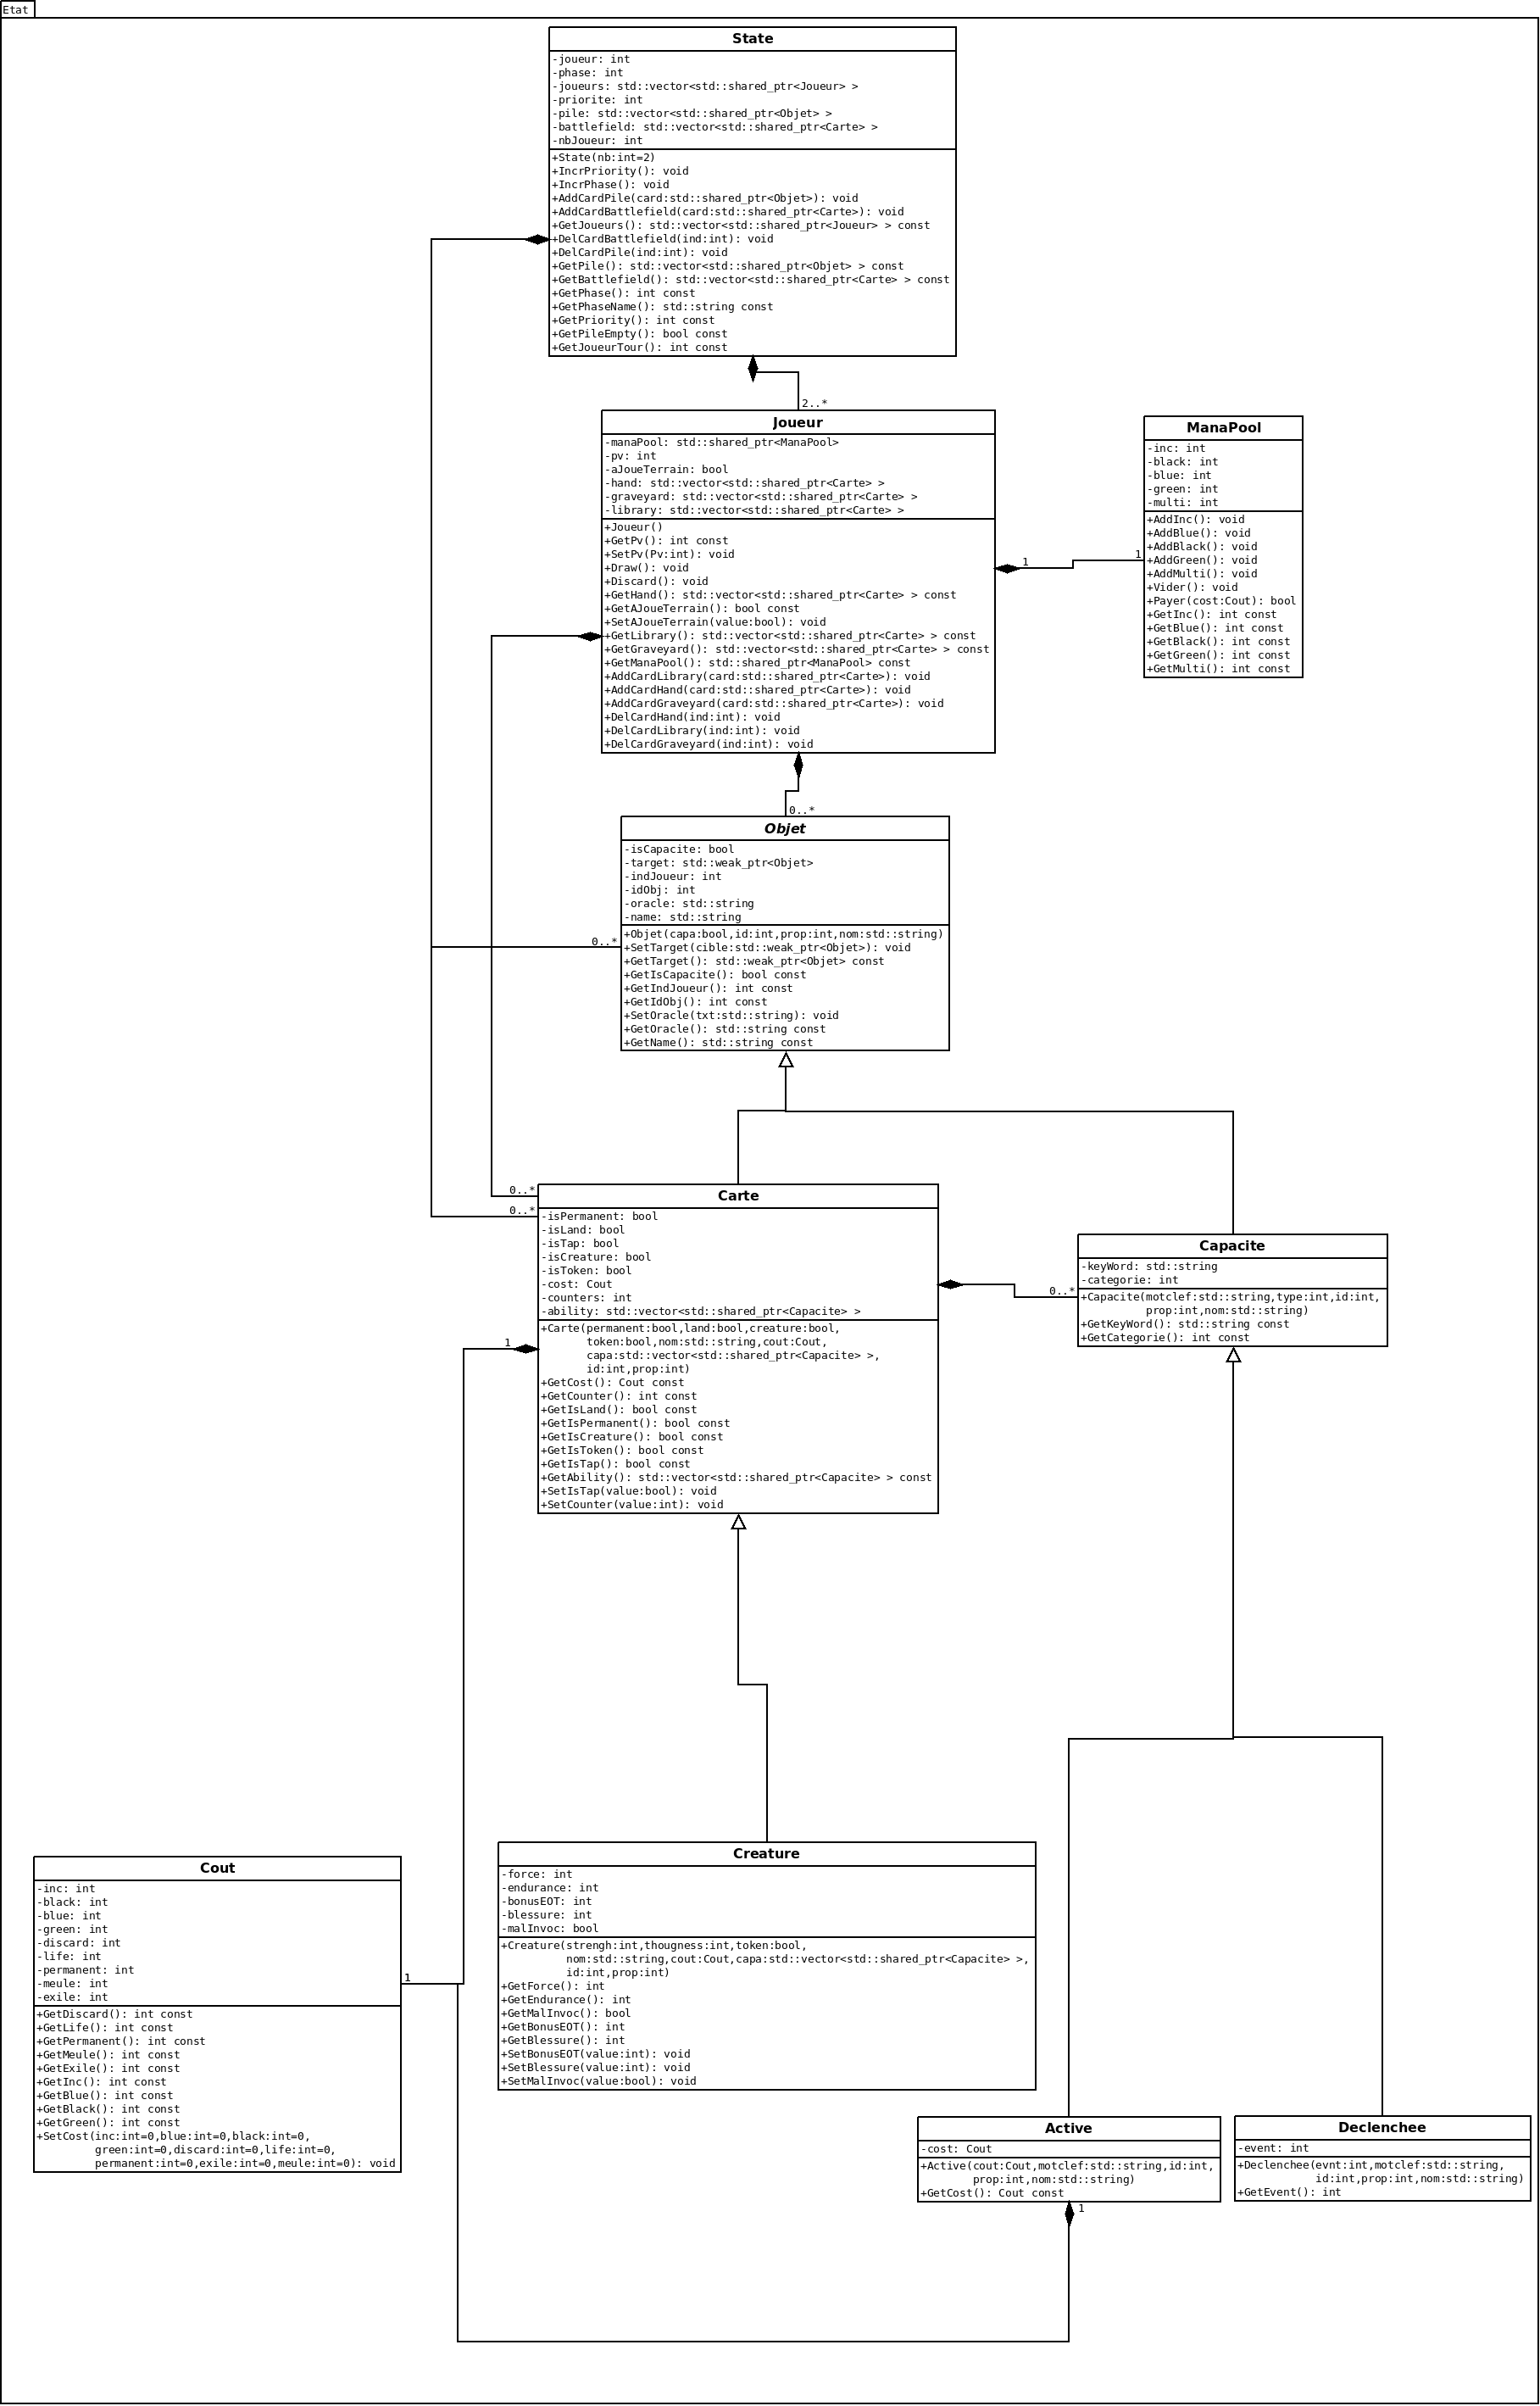 Etat
State
-joueur: int
-phase: int
-joueurs: std::vector<std::shared_ptr<Joueur> >
-priorite: int
-pile: std::vector<std::shared_ptr<Objet> >
-battlefield: std::vector<std::shared_ptr<Carte> >
-nbJoueur: int
+State(nb:int=2)
+IncrPriority(): void
+IncrPhase(): void
+AddCardPile(card:std::shared_ptr<Objet>): void
+AddCardBattlefield(card:std::shared_ptr<Carte>): void
+GetJoueurs(): std::vector<std::shared_ptr<Joueur> > const
+DelCardBattlefield(ind:int): void
+DelCardPile(ind:int): void
+GetPile(): std::vector<std::shared_ptr<Objet> > const
+GetBattlefield(): std::vector<std::shared_ptr<Carte> > const
+GetPhase(): int const
+GetPhaseName(): std::string const
+GetPriority(): int const
+GetPileEmpty(): bool const
+GetJoueurTour(): int const
2..*
Joueur
-manaPool: std::shared_ptr<ManaPool>
-pv: int
-aJoueTerrain: bool
-hand: std::vector<std::shared_ptr<Carte> >
-graveyard: std::vector<std::shared_ptr<Carte> >
-library: std::vector<std::shared_ptr<Carte> >
+Joueur()
+GetPv(): int const
+SetPv(Pv:int): void
+Draw(): void
+Discard(): void
+GetHand(): std::vector<std::shared_ptr<Carte> > const
+GetAJoueTerrain(): bool const
+SetAJoueTerrain(value:bool): void
+GetLibrary(): std::vector<std::shared_ptr<Carte> > const
+GetGraveyard(): std::vector<std::shared_ptr<Carte> > const
+GetManaPool(): std::shared_ptr<ManaPool> const
+AddCardLibrary(card:std::shared_ptr<Carte>): void
+AddCardHand(card:std::shared_ptr<Carte>): void
+AddCardGraveyard(card:std::shared_ptr<Carte>): void
+DelCardHand(ind:int): void
+DelCardLibrary(ind:int): void
+DelCardGraveyard(ind:int): void
1
1
ManaPool
-inc: int
-black: int
-blue: int
-green: int
-multi: int
+AddInc(): void
+AddBlue(): void
+AddBlack(): void
+AddGreen(): void
+AddMulti(): void
+Vider(): void
+Payer(cost:Cout): bool
+GetInc(): int const
+GetBlue(): int const
+GetBlack(): int const
+GetGreen(): int const
+GetMulti(): int const
0..*
Objet
-isCapacite: bool
-target: std::weak_ptr<Objet>
-indJoueur: int
-idObj: int
-oracle: std::string
-name: std::string
+Objet(capa:bool,id:int,prop:int,nom:std::string)
+SetTarget(cible:std::weak_ptr<Objet>): void
+GetTarget(): std::weak_ptr<Objet> const
+GetIsCapacite(): bool const
+GetIndJoueur(): int const
+GetIdObj(): int const
+SetOracle(txt:std::string): void
+GetOracle(): std::string const
+GetName(): std::string const
0..*
0..*
0..*
Carte
-isPermanent: bool
-isLand: bool
-isTap: bool
-isCreature: bool
-isToken: bool
-cost: Cout
-counters: int
-ability: std::vector<std::shared_ptr<Capacite> >
+Carte(permanent:bool,land:bool,creature:bool,
token:bool,nom:std::string,cout:Cout,
capa:std::vector<std::shared_ptr<Capacite> >,
id:int,prop:int)
+GetCost(): Cout const
+GetCounter(): int const
+GetIsLand(): bool const
+GetIsPermanent(): bool const
+GetIsCreature(): bool const
+GetIsToken(): bool const
+GetIsTap(): bool const
+GetAbility(): std::vector<std::shared_ptr<Capacite> > const
+SetIsTap(value:bool): void
+SetCounter(value:int): void
1
0..*
Capacite
-keyWord: std::string
-categorie: int
+Capacite(motclef:std::string,type:int,id:int,
prop:int,nom:std::string)
+GetKeyWord(): std::string const
+GetCategorie(): int const
Cout
-inc: int
-black: int
-blue: int
-green: int
-discard: int
-life: int
-permanent: int
-meule: int
-exile: int
+GetDiscard(): int const
+GetLife(): int const
+GetPermanent(): int const
+GetMeule(): int const
+GetExile(): int const
+GetInc(): int const
+GetBlue(): int const
+GetBlack(): int const
+GetGreen(): int const
+SetCost(inc:int=0,blue:int=0,black:int=0,
green:int=0,discard:int=0,life:int=0,
permanent:int=0,exile:int=0,meule:int=0): void
1
Creature
-force: int
-endurance: int
-bonusEOT: int
-blessure: int
-malInvoc: bool
+Creature(strengh:int,thougness:int,token:bool,
nom:std::string,cout:Cout,capa:std::vector<std::shared_ptr<Capacite> >,
id:int,prop:int)
+GetForce(): int
+GetEndurance(): int
+GetMalInvoc(): bool
+GetBonusEOT(): int
+GetBlessure(): int
+SetBonusEOT(value:int): void
+SetBlessure(value:int): void
+SetMalInvoc(value:bool): void
Active
-cost: Cout
+Active(cout:Cout,motclef:std::string,id:int,
prop:int,nom:std::string)
+GetCost(): Cout const
1
Declenchee
-event: int
+Declenchee(evnt:int,motclef:std::string,
id:int,prop:int,nom:std::string)
+GetEvent(): int